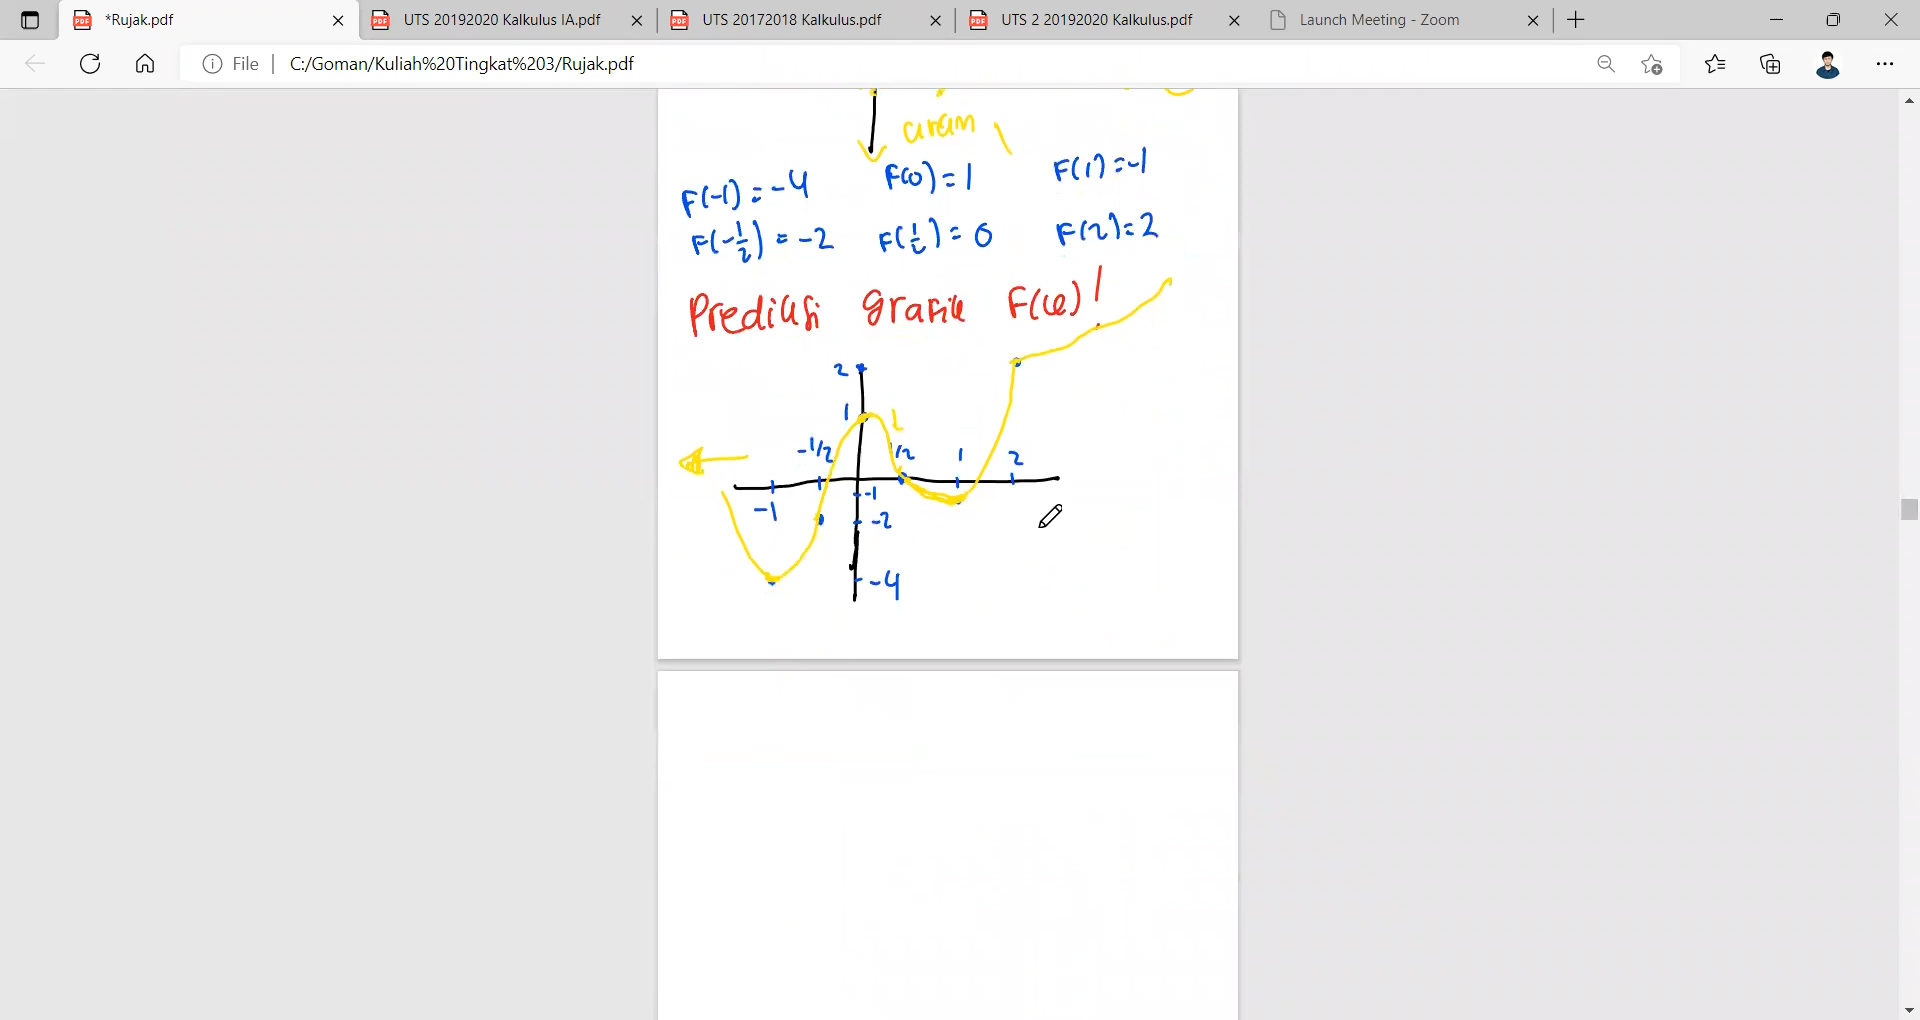 *Rujak.pdf UTS 20192020 Kalkulus IA.pdf UTS 20172018 Kalkulus.pdf UTS 2 20192020 Kalkulus.pdf Launch Meeting - Zoom
File C:/Goman/Kuliah%20Tingkat%203/Rujak.pdf
F(-1) = -4 F(0) = 1 F(1) = -1
F(-1/2) = -2 F(1/2) = 0 F(2) = 2
Prediksi grafik
2
1
-1/2 1/2 1 2
-1 -1
-2
-4